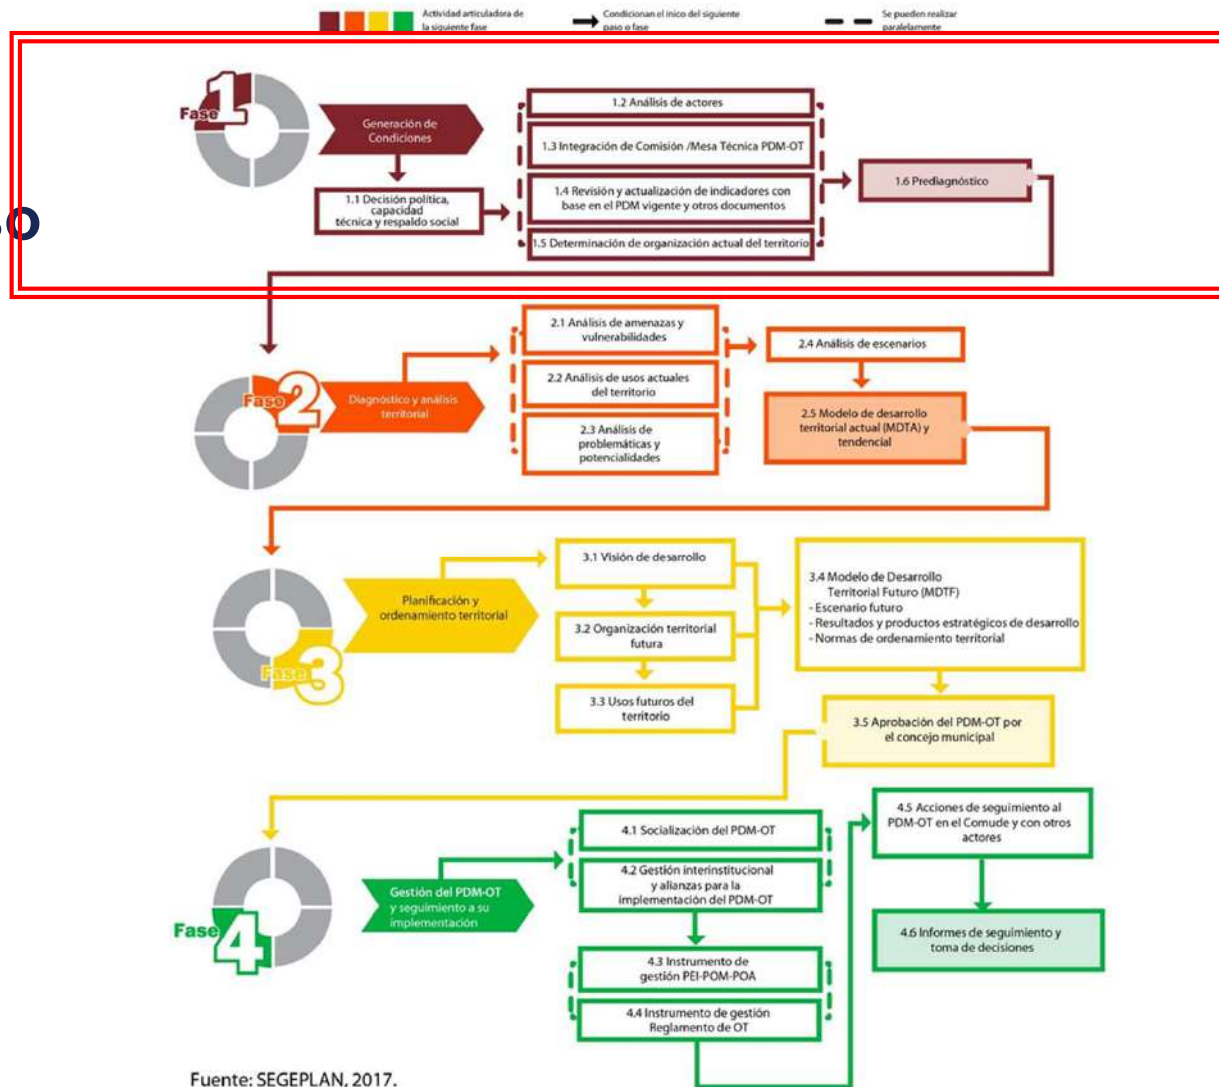 Actividad articuladora de
la siguiente fase
Condicionan el inico del siguiente
paso o fase
Se pueden realizar
paralelamente
Fase 1
Generación de
Condiciones
1.1 Decisión política,
capacidad
técnica y respaldo social
1.2 Análisis de actores
1.3 Integración de Comisión /Mesa Técnica PDM-OT
1.4 Revisión y actualización de indicadores con
base en el PDM vigente y otros documentos
1.5 Determinación de organización actual del territorio
1.6 Prediagnóstico
Fase 2
Diagnóstico y análisis
territorial
2.1 Análisis de amenazas y
vulnerabilidades
2.2 Análisis de usos actuales
del territorio
2.3 Análisis de
problemáticas y
potencialidades
2.4 Análisis de escenarios
2.5 Modelo de desarrollo
territorial actual (MDTA) y
tendencial
Fase 3
Planificación y
ordenamiento territorial
3.1 Visión de desarrollo
3.2 Organización territorial
futura
3.3 Usos futuros del
territorio
3.4 Modelo de Desarrollo
Territorial Futuro (MDTF)
- Escenario futuro
- Resultados y productos estratégicos de desarrollo
- Normas de ordenamiento territorial
3.5 Aprobación del PDM-OT por
el concejo municipal
Fase 4
Gestión del PDM-OT
y seguimiento a su
implementación
4.1 Socialización del PDM-OT
4.2 Gestión interinstitucional
y alianzas para la
implementación del PDM-OT
4.3 Instrumento de
gestión PEI-POM-POA
4.4 Instrumento de gestión
Reglamento de OT
4.5 Acciones de seguimiento al
PDM-OT en el Comude y con otros
actores
4.6 Informes de seguimiento y
toma de decisiones
Fuente: SEGEPLAN, 2017.